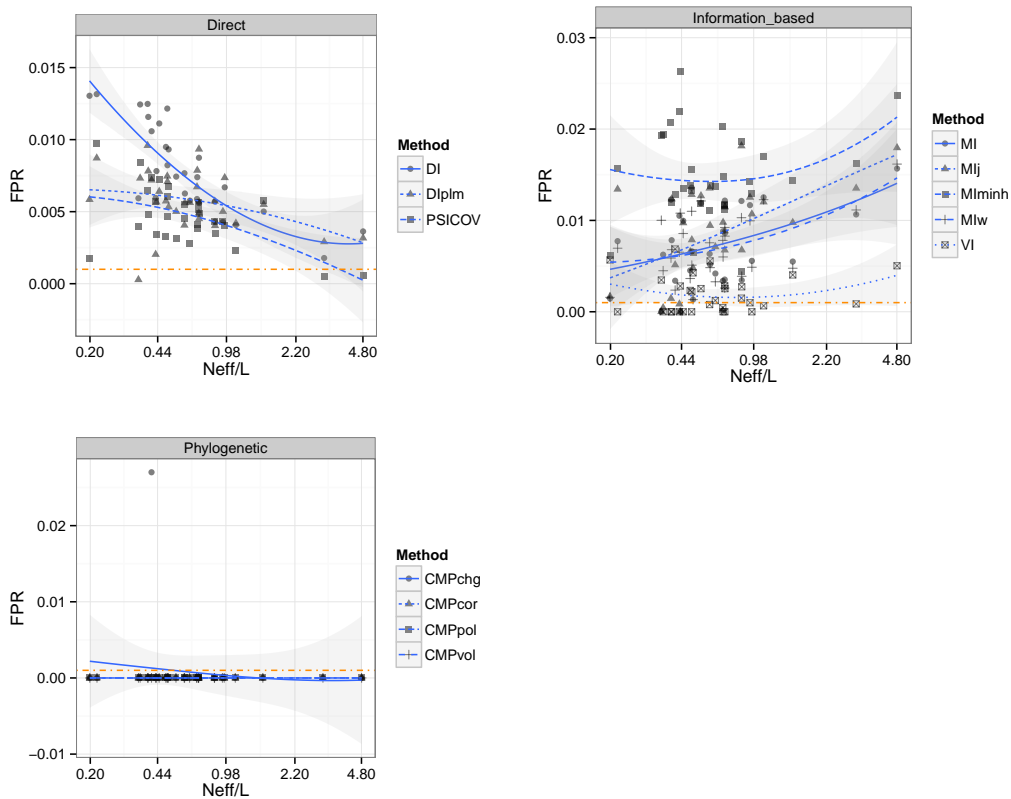 Direct
0.015
0.010
0.005
0.000
FPR
0.20 0.44 0.98 2.20 4.80
Neff/L
Method
DI
DIplm
PSICOV
Information_based
0.03
0.02
0.01
0.00
FPR
0.20 0.44 0.98 2.20 4.80
Neff/L
Method
MI
MIj
MIminh
MIw
VI
Phylogenetic
0.02
0.01
0.00
−0.01
FPR
0.20 0.44 0.98 2.20 4.80
Neff/L
Method
CMPchg
CMPcor
CMPpol
CMPvol